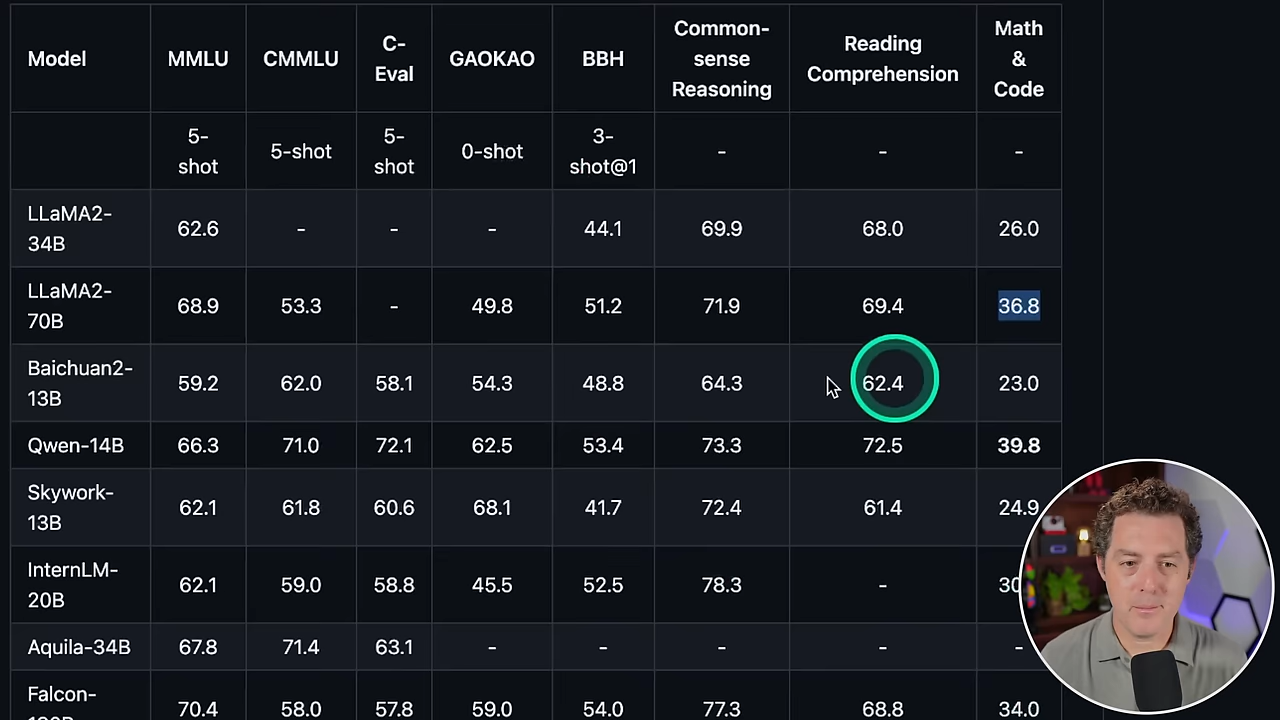 Model MMLU CMMLU C-Eval GAOKAO BBH Common-sense Reasoning Reading Comprehension Math & Code
5-shot 5-shot 5-shot 0-shot 3-shot@1 - - -
LLaMA2-34B 62.6 - - - 44.1 69.9 68.0 26.0
LLaMA2-70B 68.9 53.3 - 49.8 51.2 71.9 69.4 36.8
Baichuan2-13B 59.2 62.0 58.1 54.3 48.8 64.3 62.4 23.0
Qwen-14B 66.3 71.0 72.1 62.5 53.4 73.3 72.5 39.8
Skywork-13B 62.1 61.8 60.6 68.1 41.7 72.4 61.4 24.9
InternLM-20B 62.1 59.0 58.8 45.5 52.5 78.3 -
Aquila-34B 67.8 71.4 63.1 - - - - -
Falcon- 70.4 58.0 57.8 59.0 54.0 77.3 68.8 34.0